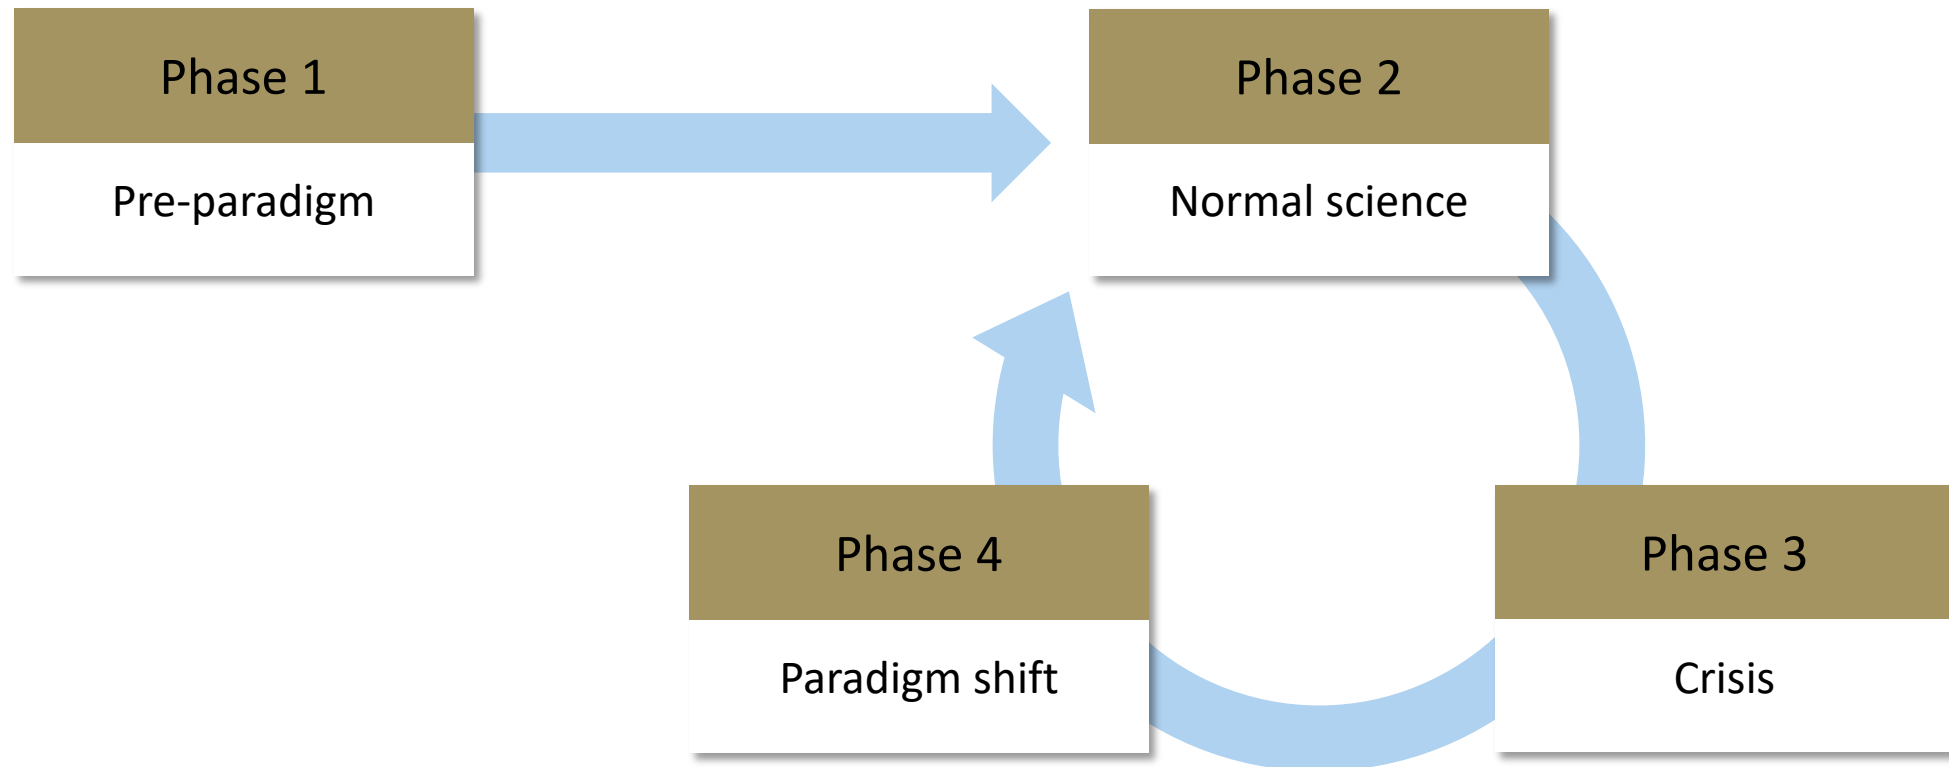 Phase 1
Pre-paradigm
Phase 2
Normal science
Phase 3
Crisis
Phase 4
Paradigm shift